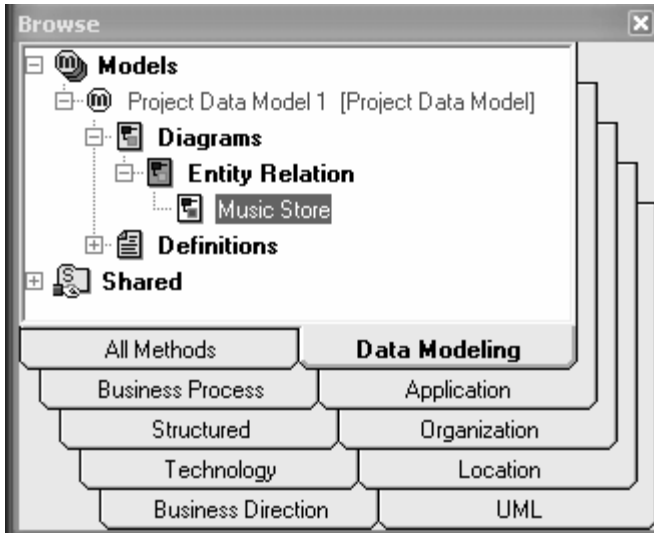 Browse
Models
Project Data Model 1 [Project Data Model]
Diagrams
Entity Relation
Music Store
Definitions
Shared
All Methods Data Modeling
Business Process Application
Structured Organization
Technology Location
Business Direction UML